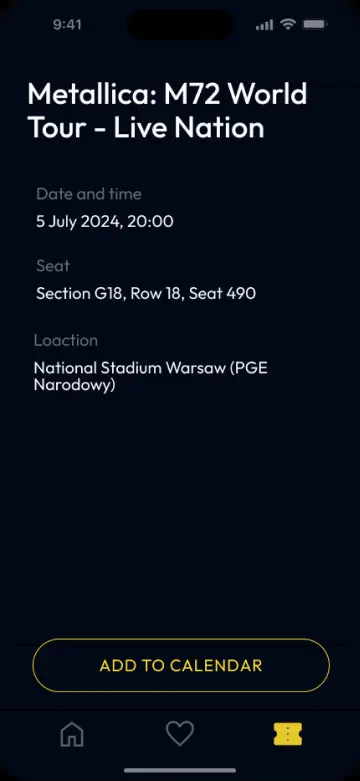 9:41
Metallica: M72 World
Tour - Live Nation
Date and time
5 July 2024, 20:00
Seat
Section G18, Row 18, Seat 490
Loaction
National Stadium Warsaw (PGE
Narodowy)
ADD TO CALENDAR